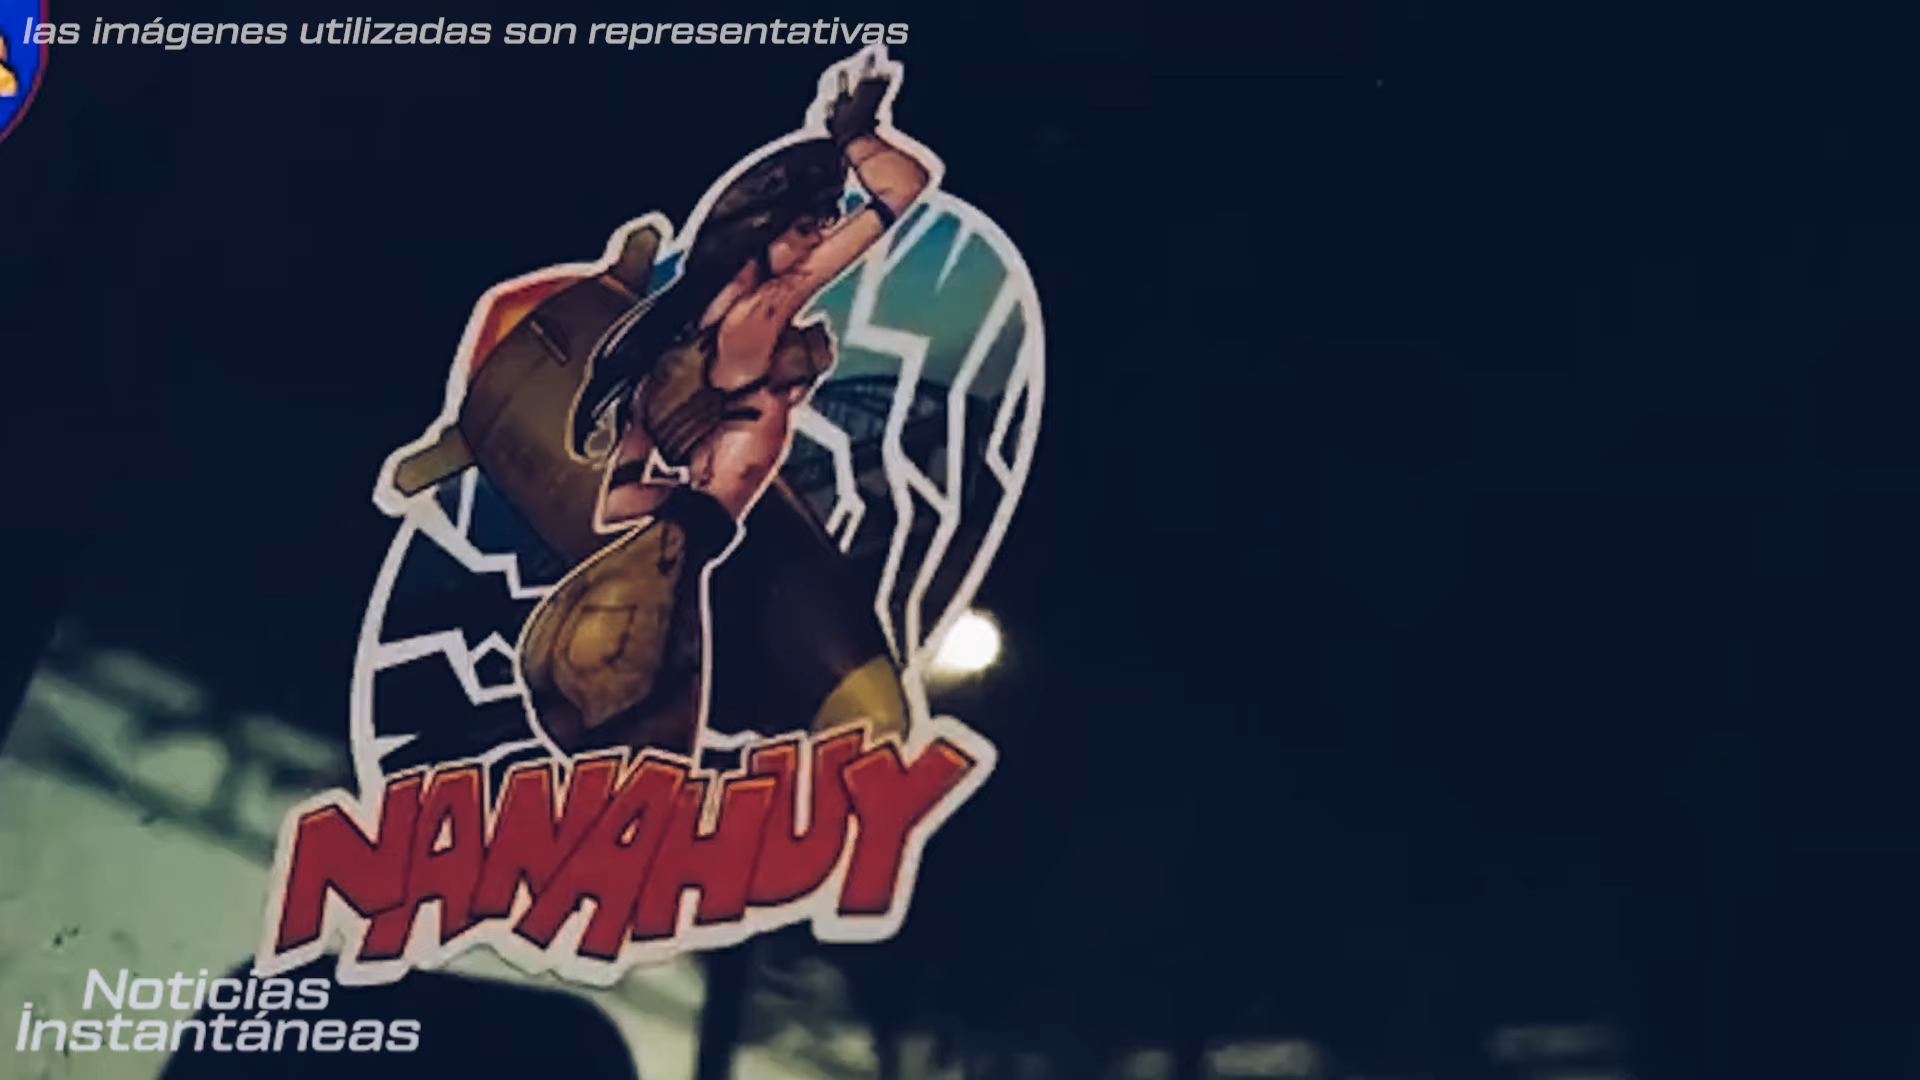 las imágenes utilizadas son representativas
NANAHUY
Noticias
instantáneas